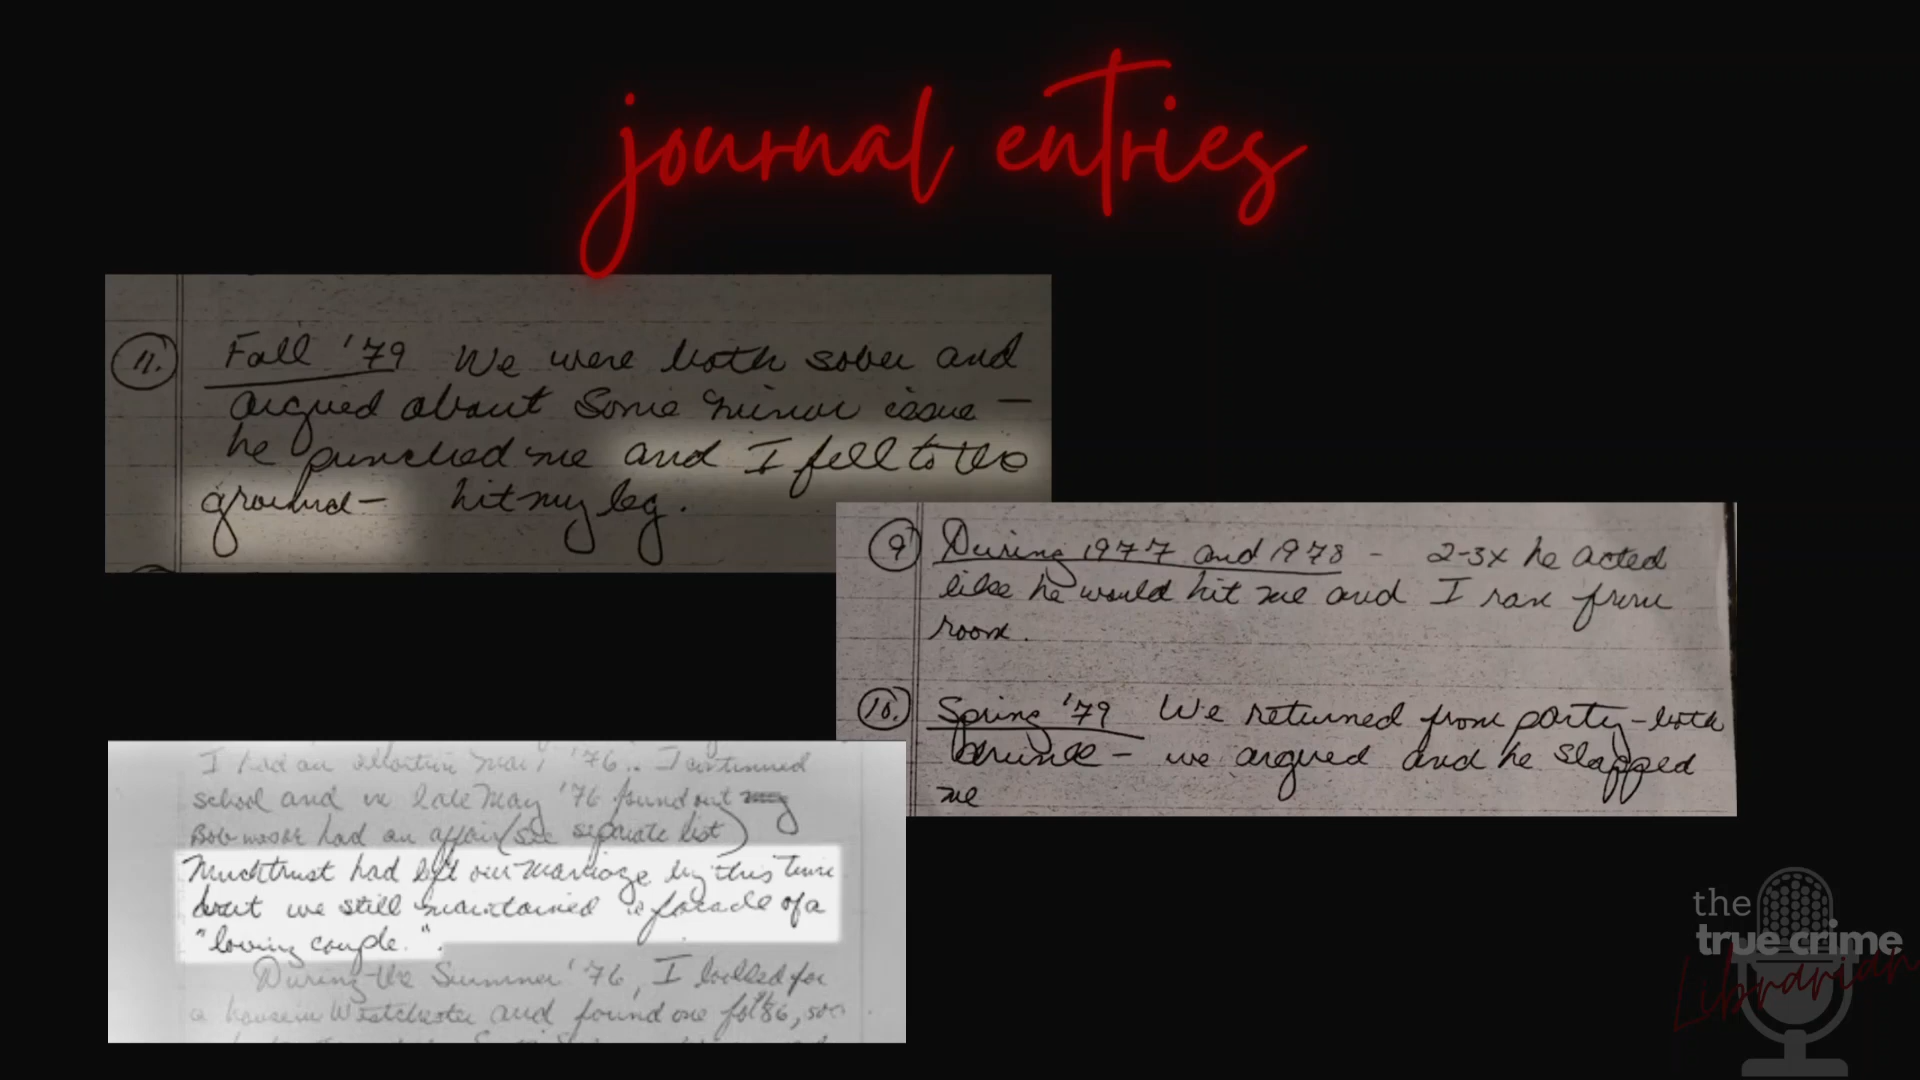 journal entries
11. Fall '79 We were both sober and
argued about some minor issue —
he punched me and I fell to the
ground — hit my leg.
9 During 1977 and 1978 - 2-3x he acted
like he would hit me and I ran from
room.
10. Spring '79 We returned from party - both
drunk — we argued and he slapped
me
I had an abortion May '76. I continued
school and in late May '76 found out
Bob had an affair (see separate list)
Much trust had left our marriage by this time
but we still maintained a facade of a
"loving couple."
During the Summer '76, I looked for
a house in Westchester and found one for
the
true crime
Librarian